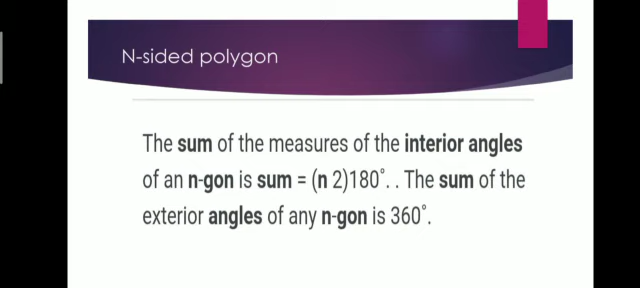 N-sided polygon
The sum of the measures of the interior angles
of an n-gon is sum = (n 2)180°. . The sum of the
exterior angles of any n-gon is 360°.